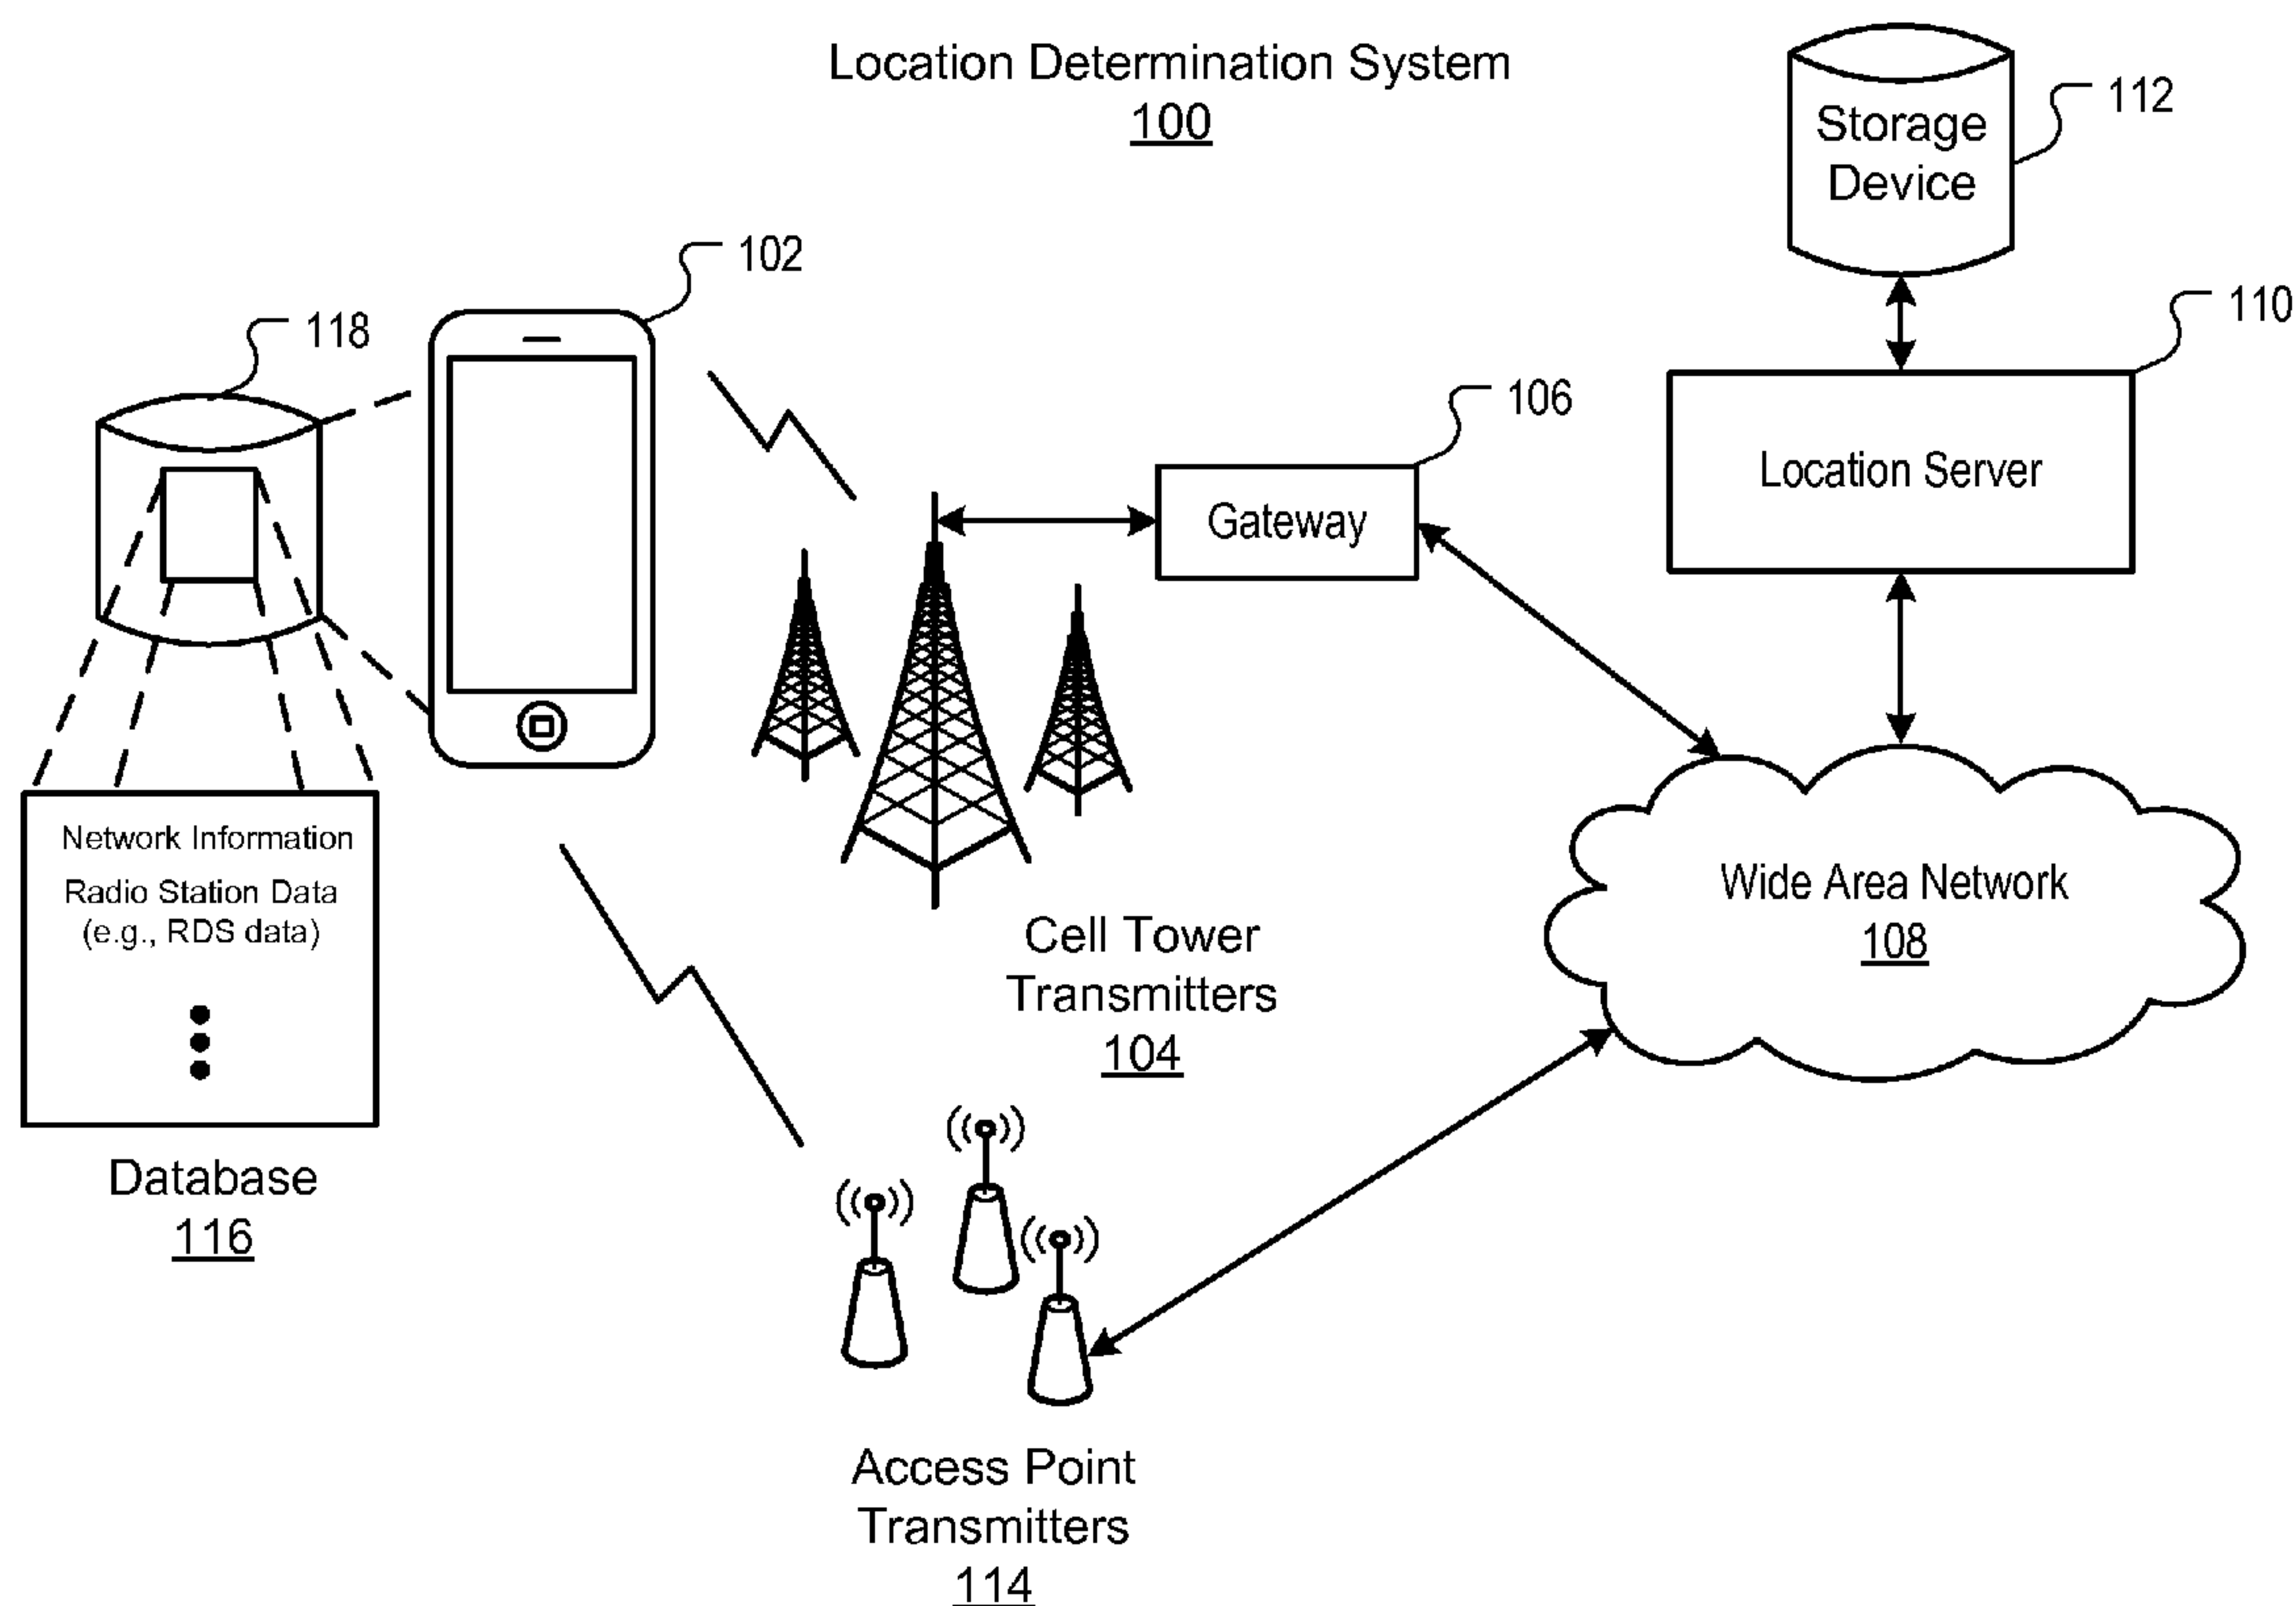 Location Determination System
100
Storage
Device
112
102
118
110
106
Location Server
Gateway
Network Information
Radio Station Data
(e.g., RDS data)
Wide Area Network
108
Cell Tower
Transmitters
104
Database
116
Access Point
Transmitters
114